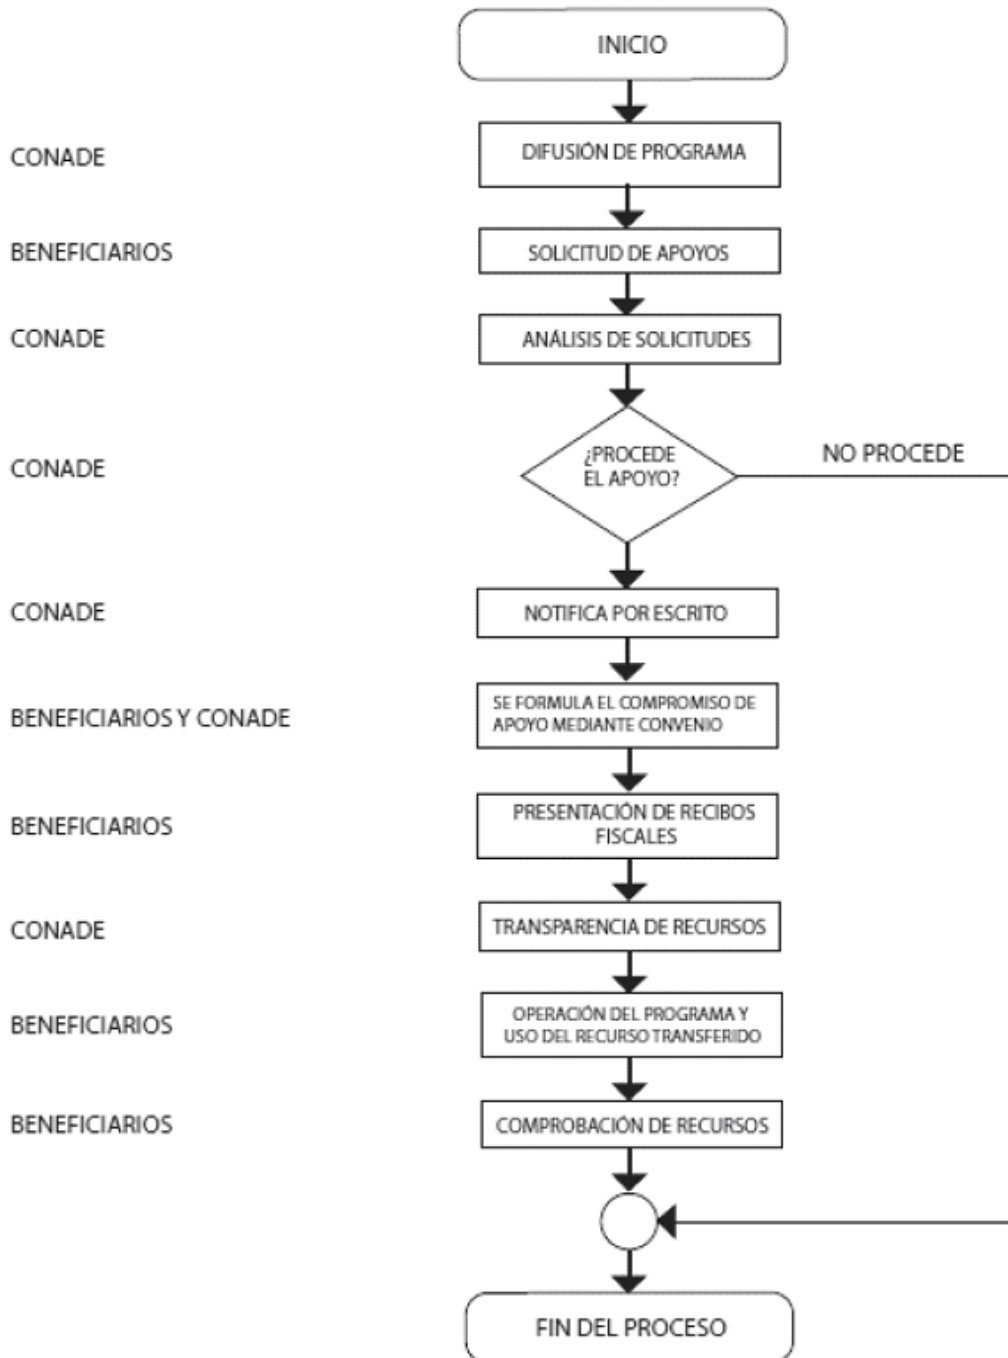 INICIO
CONADE
DIFUSIÓN DE PROGRAMA
BENEFICIARIOS
SOLICITUD DE APOYOS
CONADE
ANÁLISIS DE SOLICITUDES
CONADE
¿PROCEDE
EL APOYO?
NO PROCEDE
CONADE
NOTIFICA POR ESCRITO
BENEFICIARIOS Y CONADE
SE FORMULA EL COMPROMISO DE
APOYO MEDIANTE CONVENIO
BENEFICIARIOS
PRESENTACIÓN DE RECIBOS
FISCALES
CONADE
TRANSPARENCIA DE RECURSOS
BENEFICIARIOS
OPERACIÓN DEL PROGRAMA Y
USO DEL RECURSO TRANSFERIDO
BENEFICIARIOS
COMPROBACIÓN DE RECURSOS
FIN DEL PROCESO